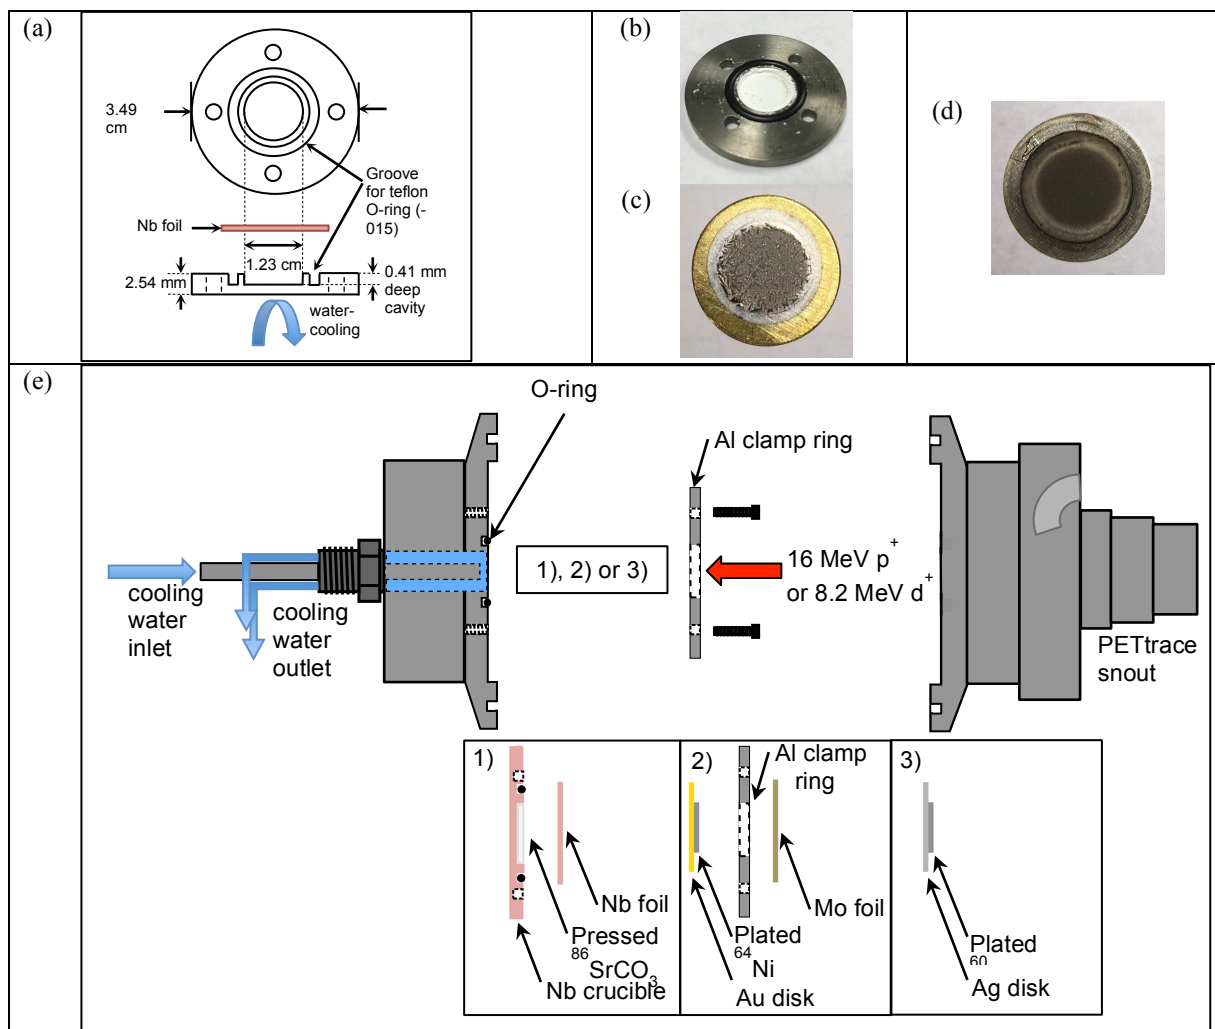 (a)
3.49
cm
Groove
for teflon
O-ring (-
015)
Nb foil
1.23 cm
2.54 mm
0.41 mm
deep
cavity
water-
cooling
(b)
(c)
(d)
(e)
O-ring
Al clamp ring
1), 2) or 3)
16 MeV p+
or 8.2 MeV d+
cooling
water
inlet
cooling
water
outlet
PETtrace
snout
1)
Nb foil
Pressed
86SrCO3
Nb crucible
2)
Al clamp
ring
Mo foil
Plated
64Ni
Au disk
3)
Plated
60
Ag disk